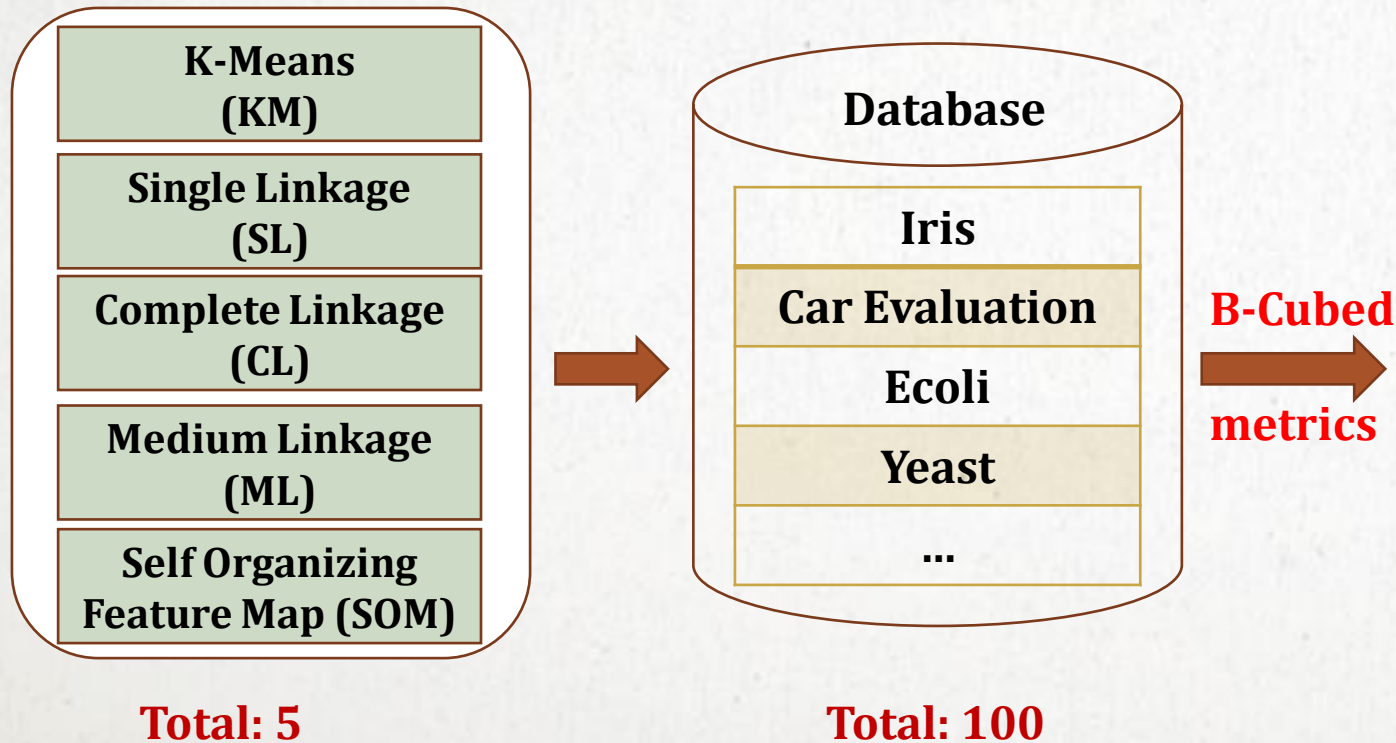 K-Means
(KM)
Single Linkage
(SL)
Complete Linkage
(CL)
Medium Linkage
(ML)
Self Organizing
Feature Map (SOM)
Total: 5
Database
Iris
Car Evaluation
Ecoli
Yeast
...
Total: 100
B-Cubed
metrics